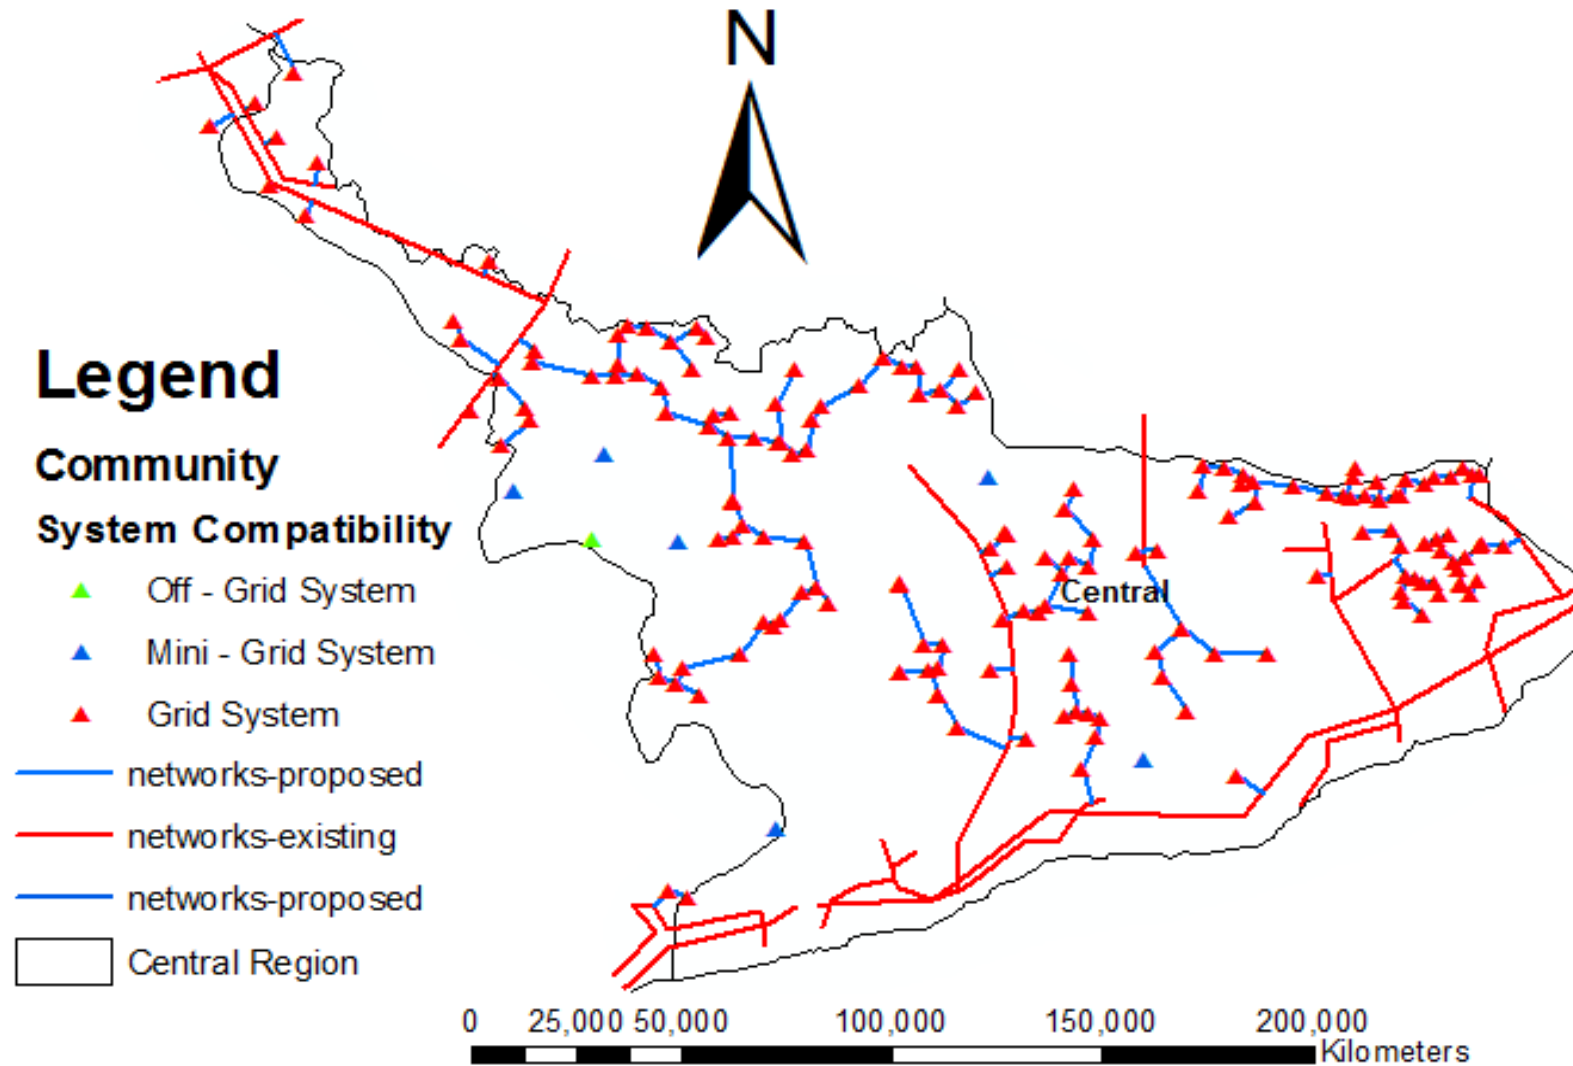 N
Legend
Community
System Compatibility
Off - Grid System
Mini - Grid System
Grid System
networks-proposed
networks-existing
networks-proposed
Central Region
Central
0 25,000 50,000 100,000 150,000 200,000
Kilometers